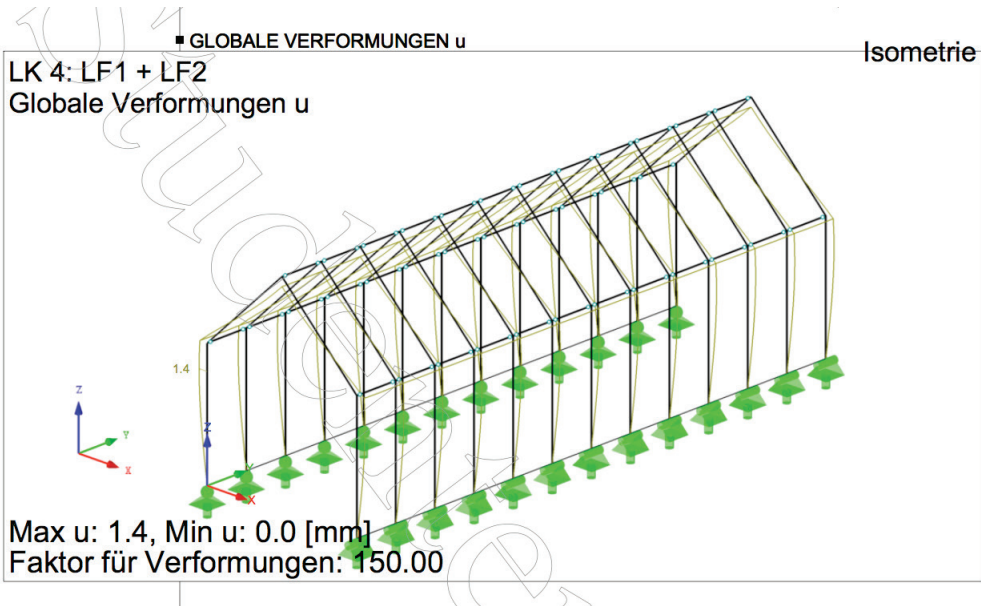 GLOBALE VERFORMUNGEN u
Isometrie
LK 4: LF1 + LF2
Globale Verformungen u
1.4
Z
Y
X
Z
Y
X
Max u: 1.4, Min u: 0.0 [mm]
Faktor für Verformungen: 150.00